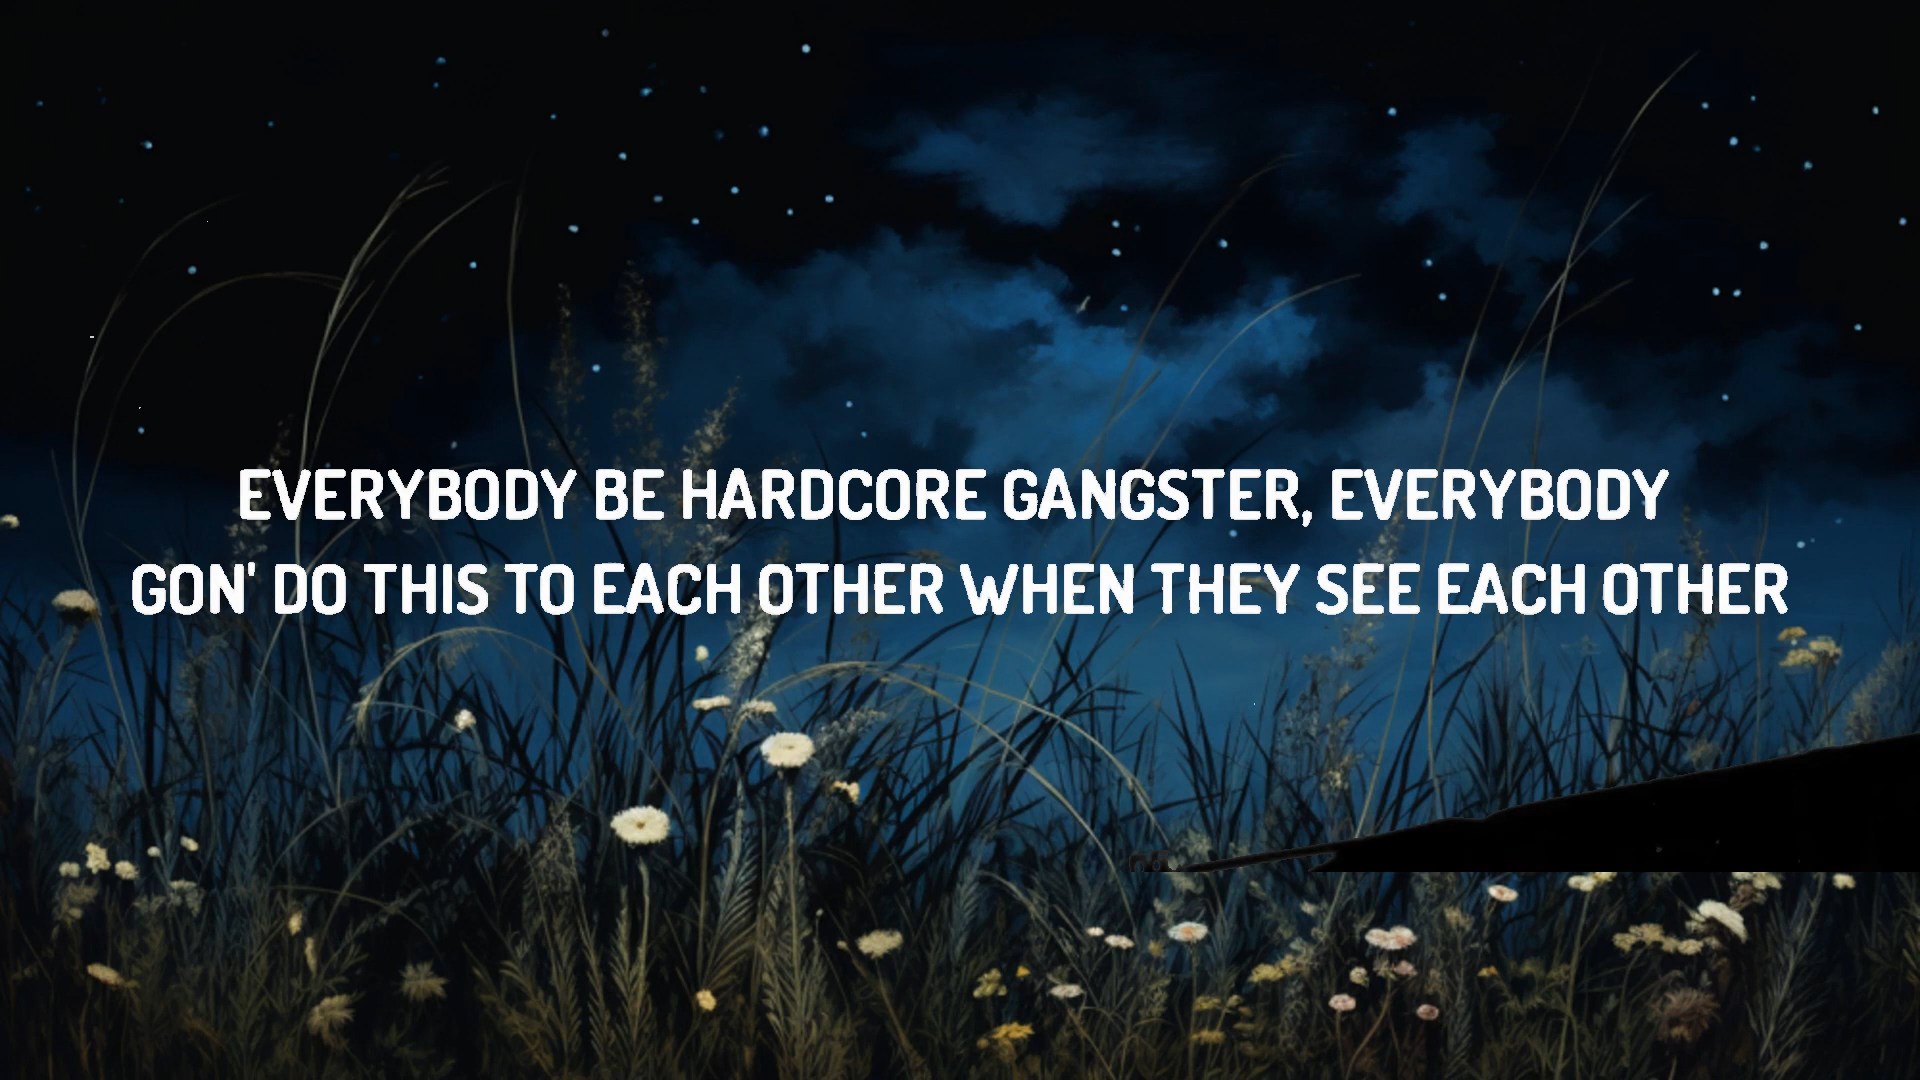 EVERYBODY BE HARDCORE GANGSTER, EVERYBODY
GON' DO THIS TO EACH OTHER WHEN THEY SEE EACH OTHER